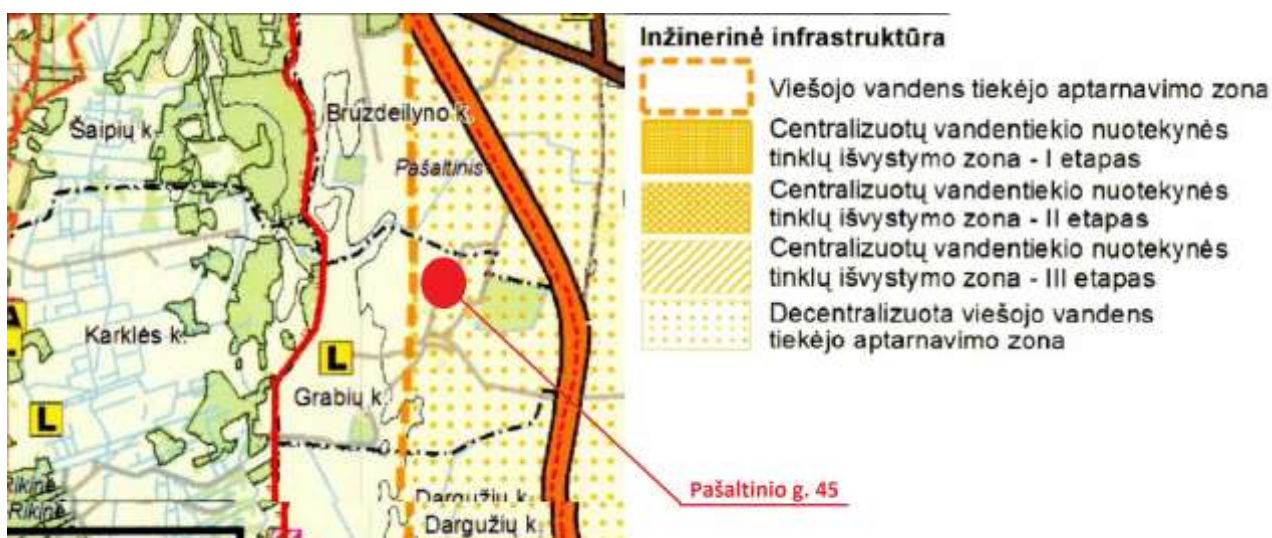 Šaipių k.
Brūzdeilyno k.
Pašaltinis
Karklės k.
L
Grabių k.
L
Rikinė
Rikinė
Dargužių k.
Dargužių k.
Pašaltinio g. 45
Inžinerinė infrastruktūra
Viešojo vandens tiekėjo aptarnavimo zona
Centralizuotų vandentiekio nuotekynės
tinklų išvystymo zona - I etapas
Centralizuotų vandentiekio nuotekynės
tinklų išvystymo zona - II etapas
Centralizuotų vandentiekio nuotekynės
tinklų išvystymo zona - III etapas
Decentralizuota viešojo vandens
tiekėjo aptarnavimo zona